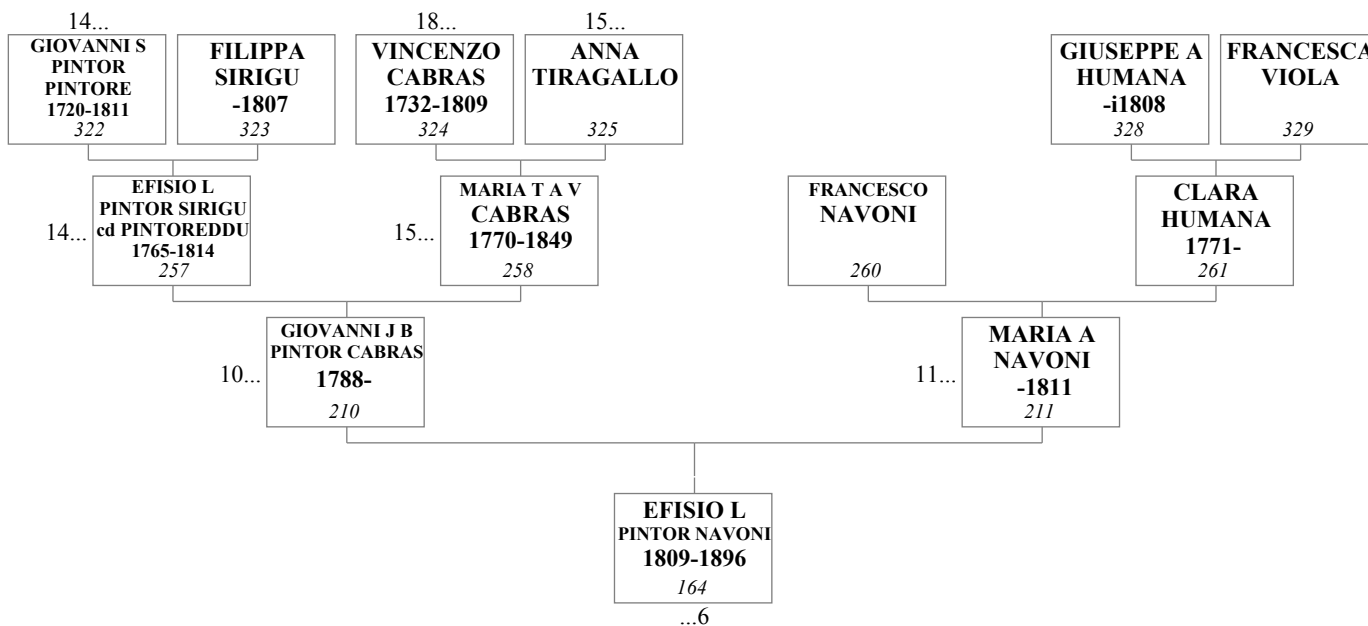 14...
18...
15...
GIOVANNI S
PINTOR
PINTORE
1720-1811
322
FILIPPA
SIRIGU
-1807
323
VINCENZO
CABRAS
1732-1809
324
ANNA
TIRAGALLO
325
GIUSEPPE A
HUMANA
-i1808
328
FRANCESCA
VIOLA
329
14...
EFISIO L
PINTOR SIRIGU
cd PINTOREDDU
1765-1814
257
15...
MARIA T A V
CABRAS
1770-1849
258
FRANCESCO
NAVONI
260
CLARA
HUMANA
1771-
261
10...
GIOVANNI J B
PINTOR CABRAS
1788-
210
11...
MARIA A
NAVONI
-1811
211
EFISIO L
PINTOR NAVONI
1809-1896
164
...6